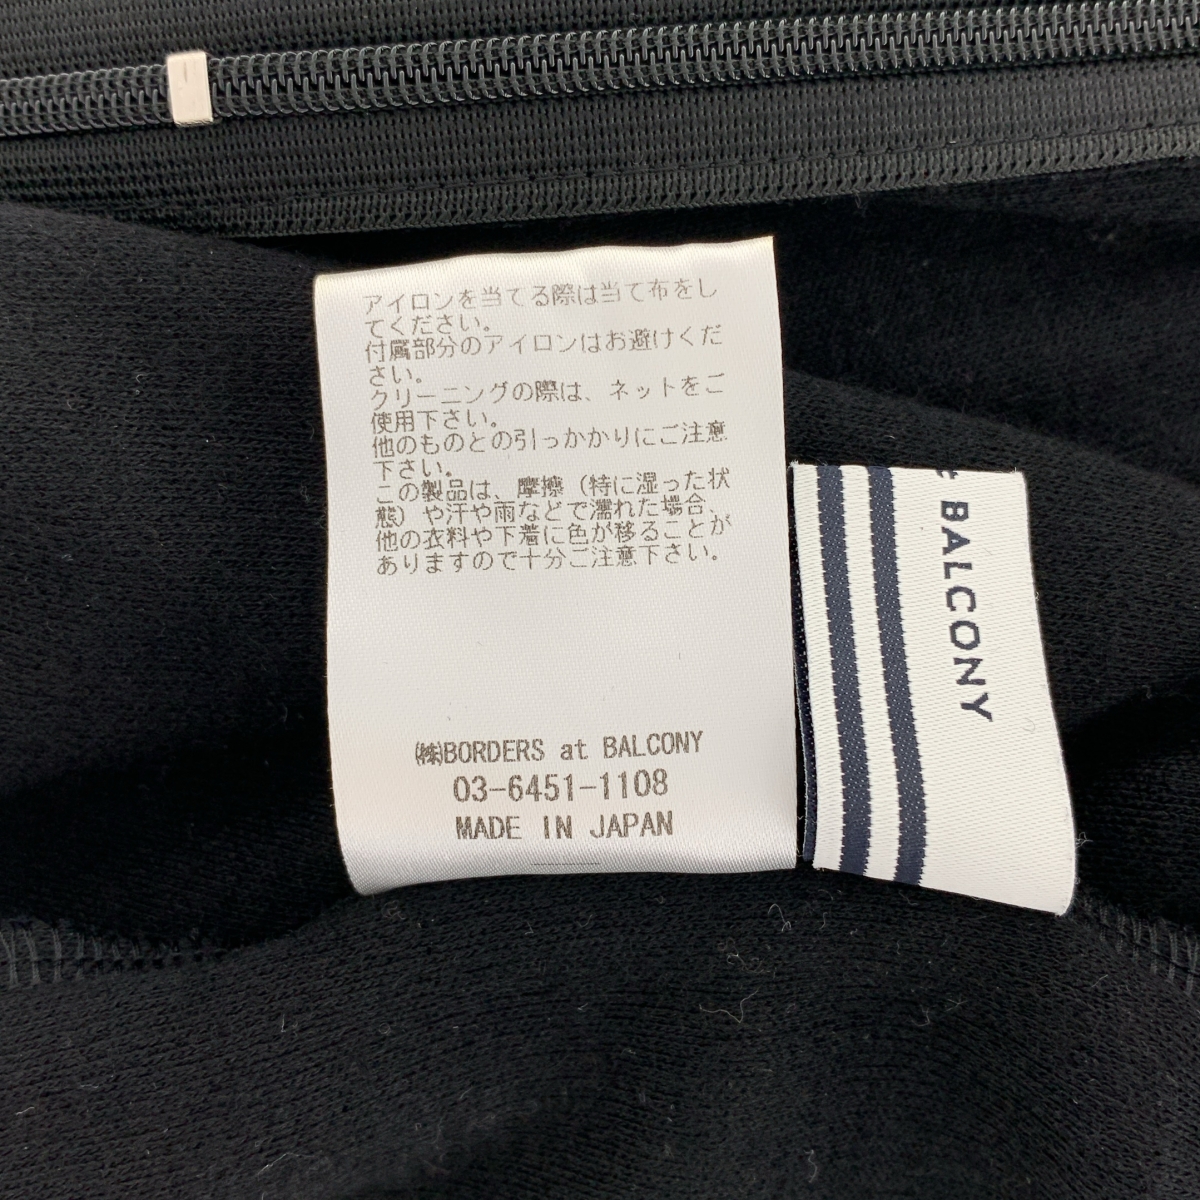 アイロンを当てる際は当て布をし
てください。
付属部分のアイロンはお避けくだ
さい。
クリーニングの際は、ネットをご
使用下さい。
他のものとの引っかかりにご注意
下さい。
この製品は、摩擦（特に湿った状
態）や汗や雨などで濡れた場合、
他の衣料や下着に色が移ることが
ありますので十分ご注意下さい。
㈱BORDERS at BALCONY
03-6451-1108
MADE IN JAPAN
BALCONY